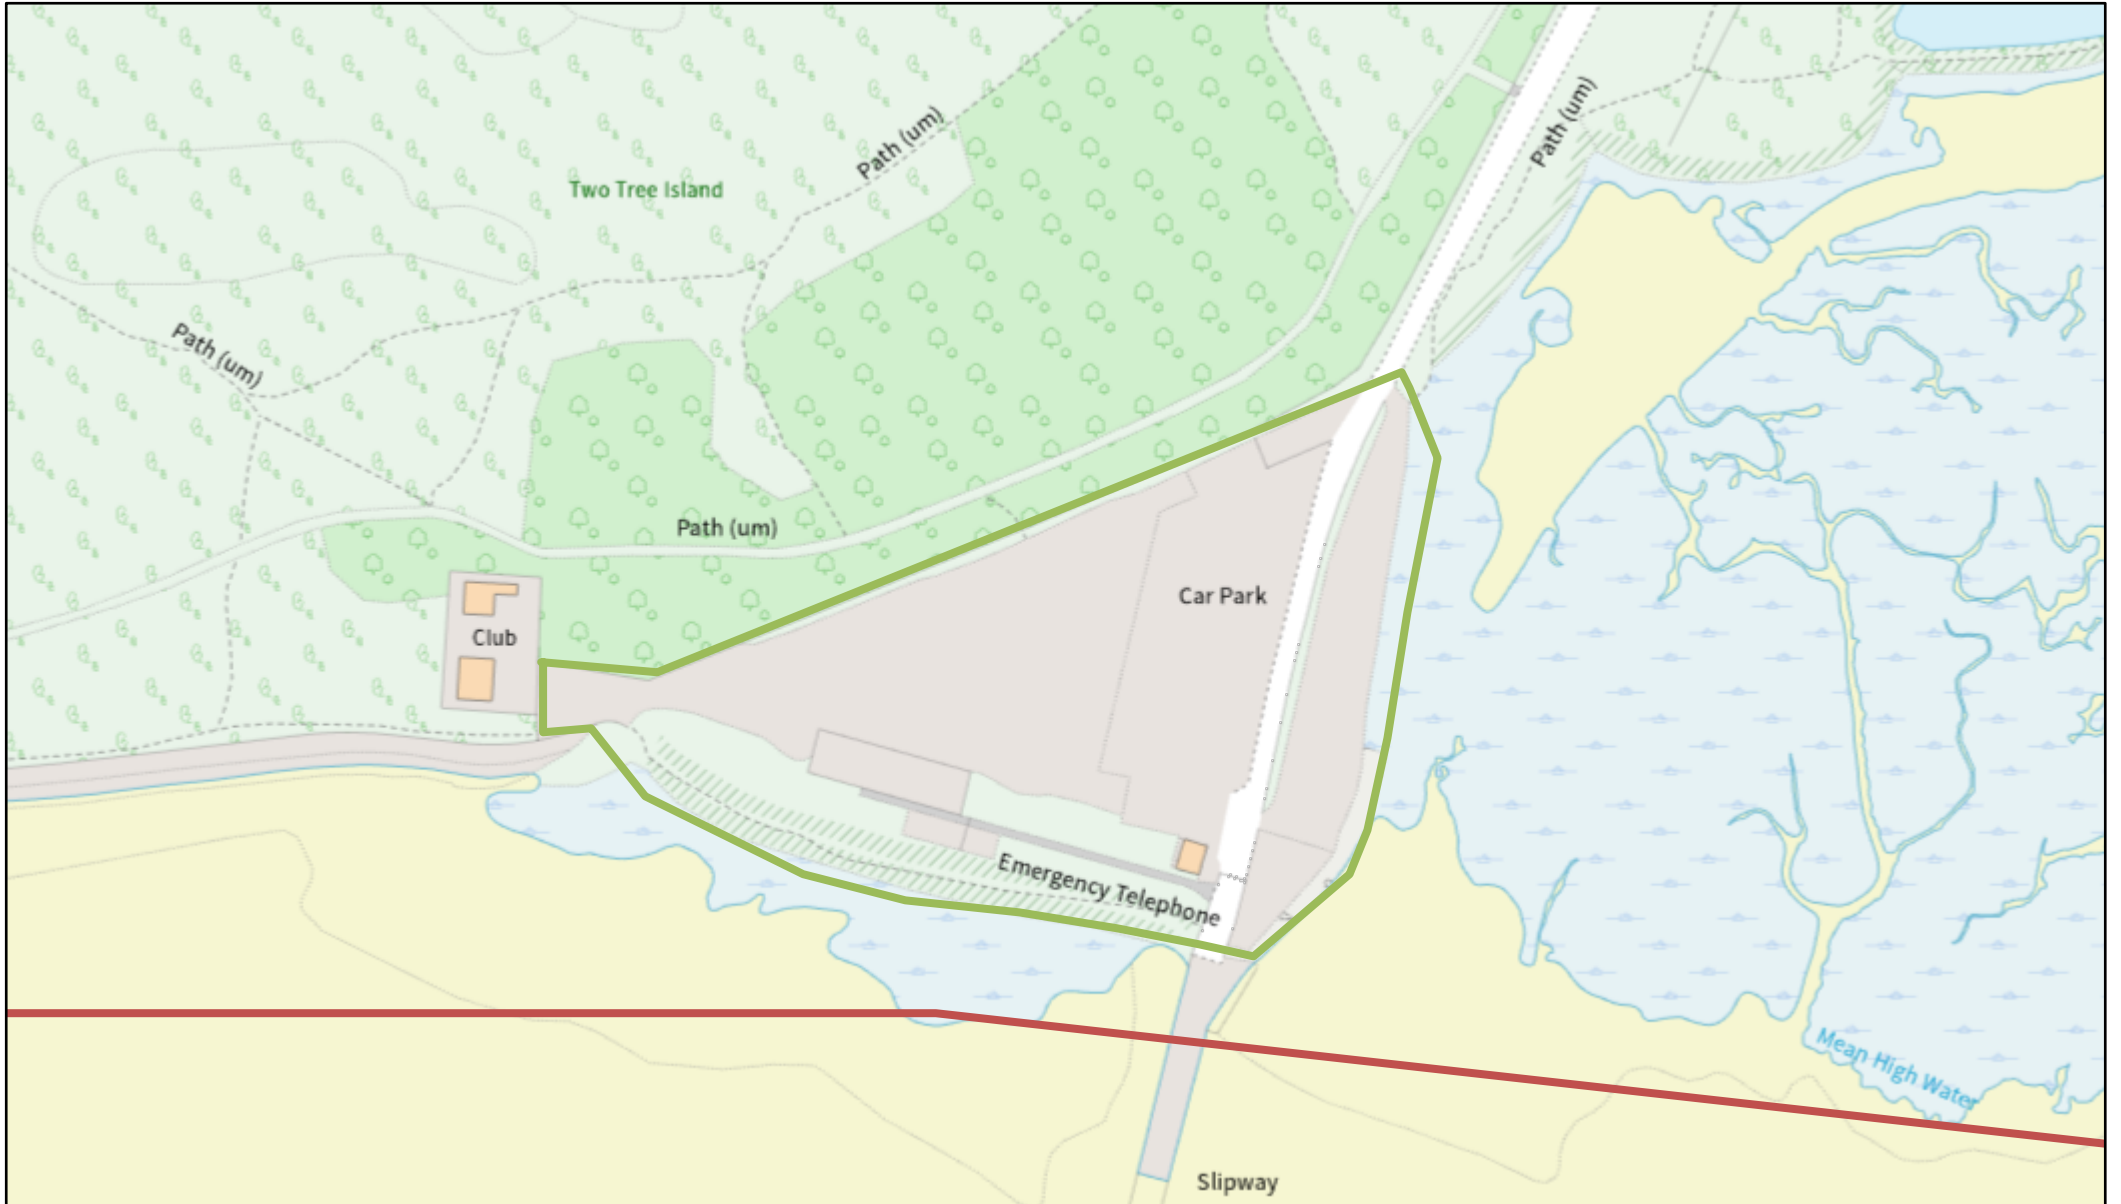 Path (um)
Path (um)
Two Tree Island
Path (um)
Path (um)
Car Park
Club
Emergency Telephone
Mean High Water
Slipway